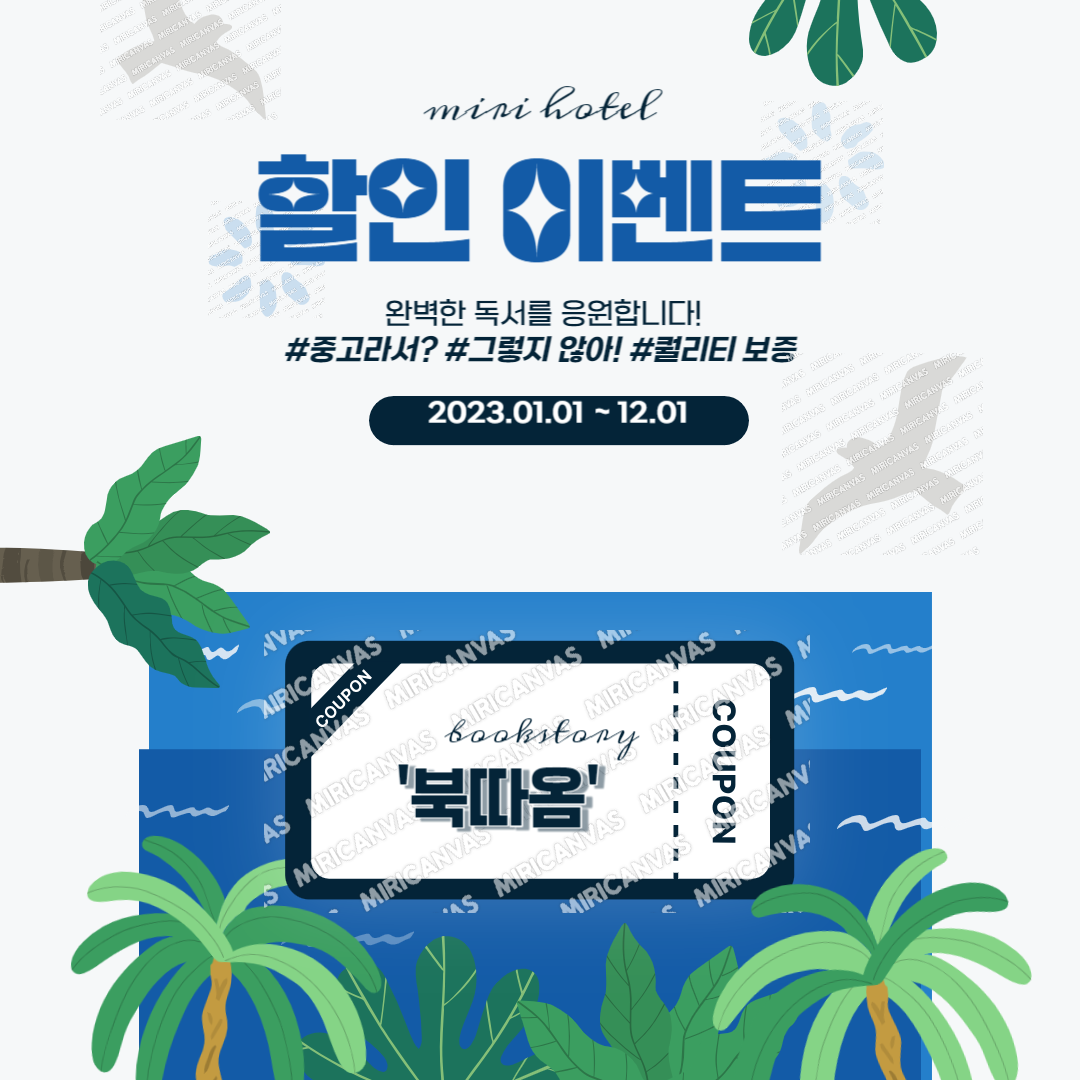 miri hotel
할인 이벤트
완벽한 독서를 응원합니다!
#중고라서? #그렇지 않아! #퀄리티 보증
2023.01.01 ~ 12.01
COUPON
bookstory
'북따옴'
COUPON
MIRICANVAS